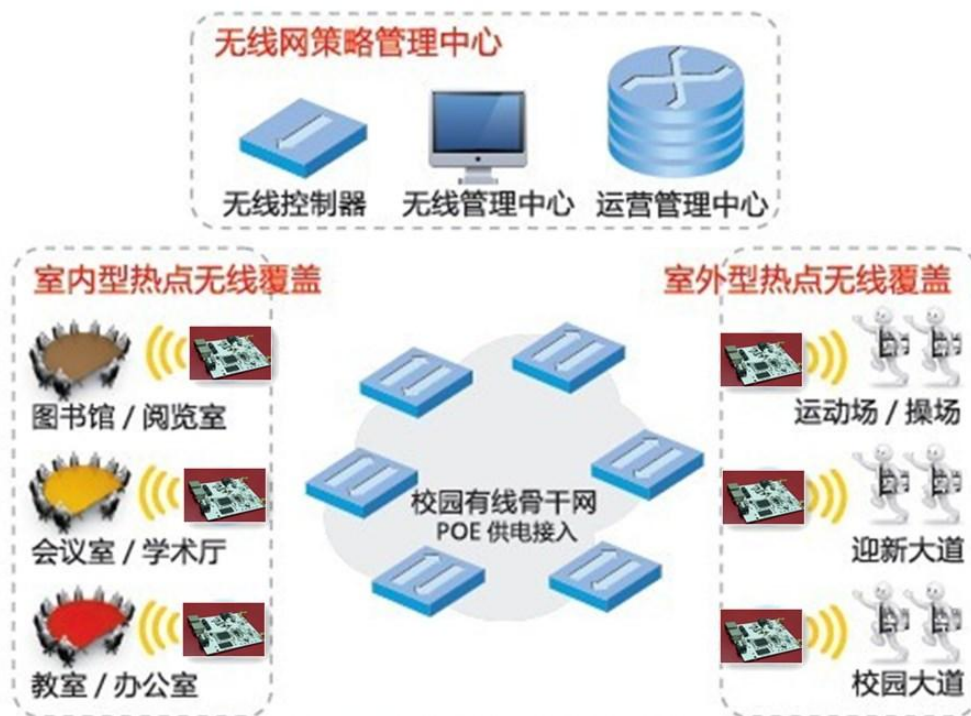 无线网策略管理中心
无线控制器
无线管理中心
运营管理中心
室内型热点无线覆盖
图书馆 / 阅览室
会议室 / 学术厅
教室 / 办公室
校园有线骨干网
POE 供电接入
室外型热点无线覆盖
运动场 / 操场
迎新大道
校园大道